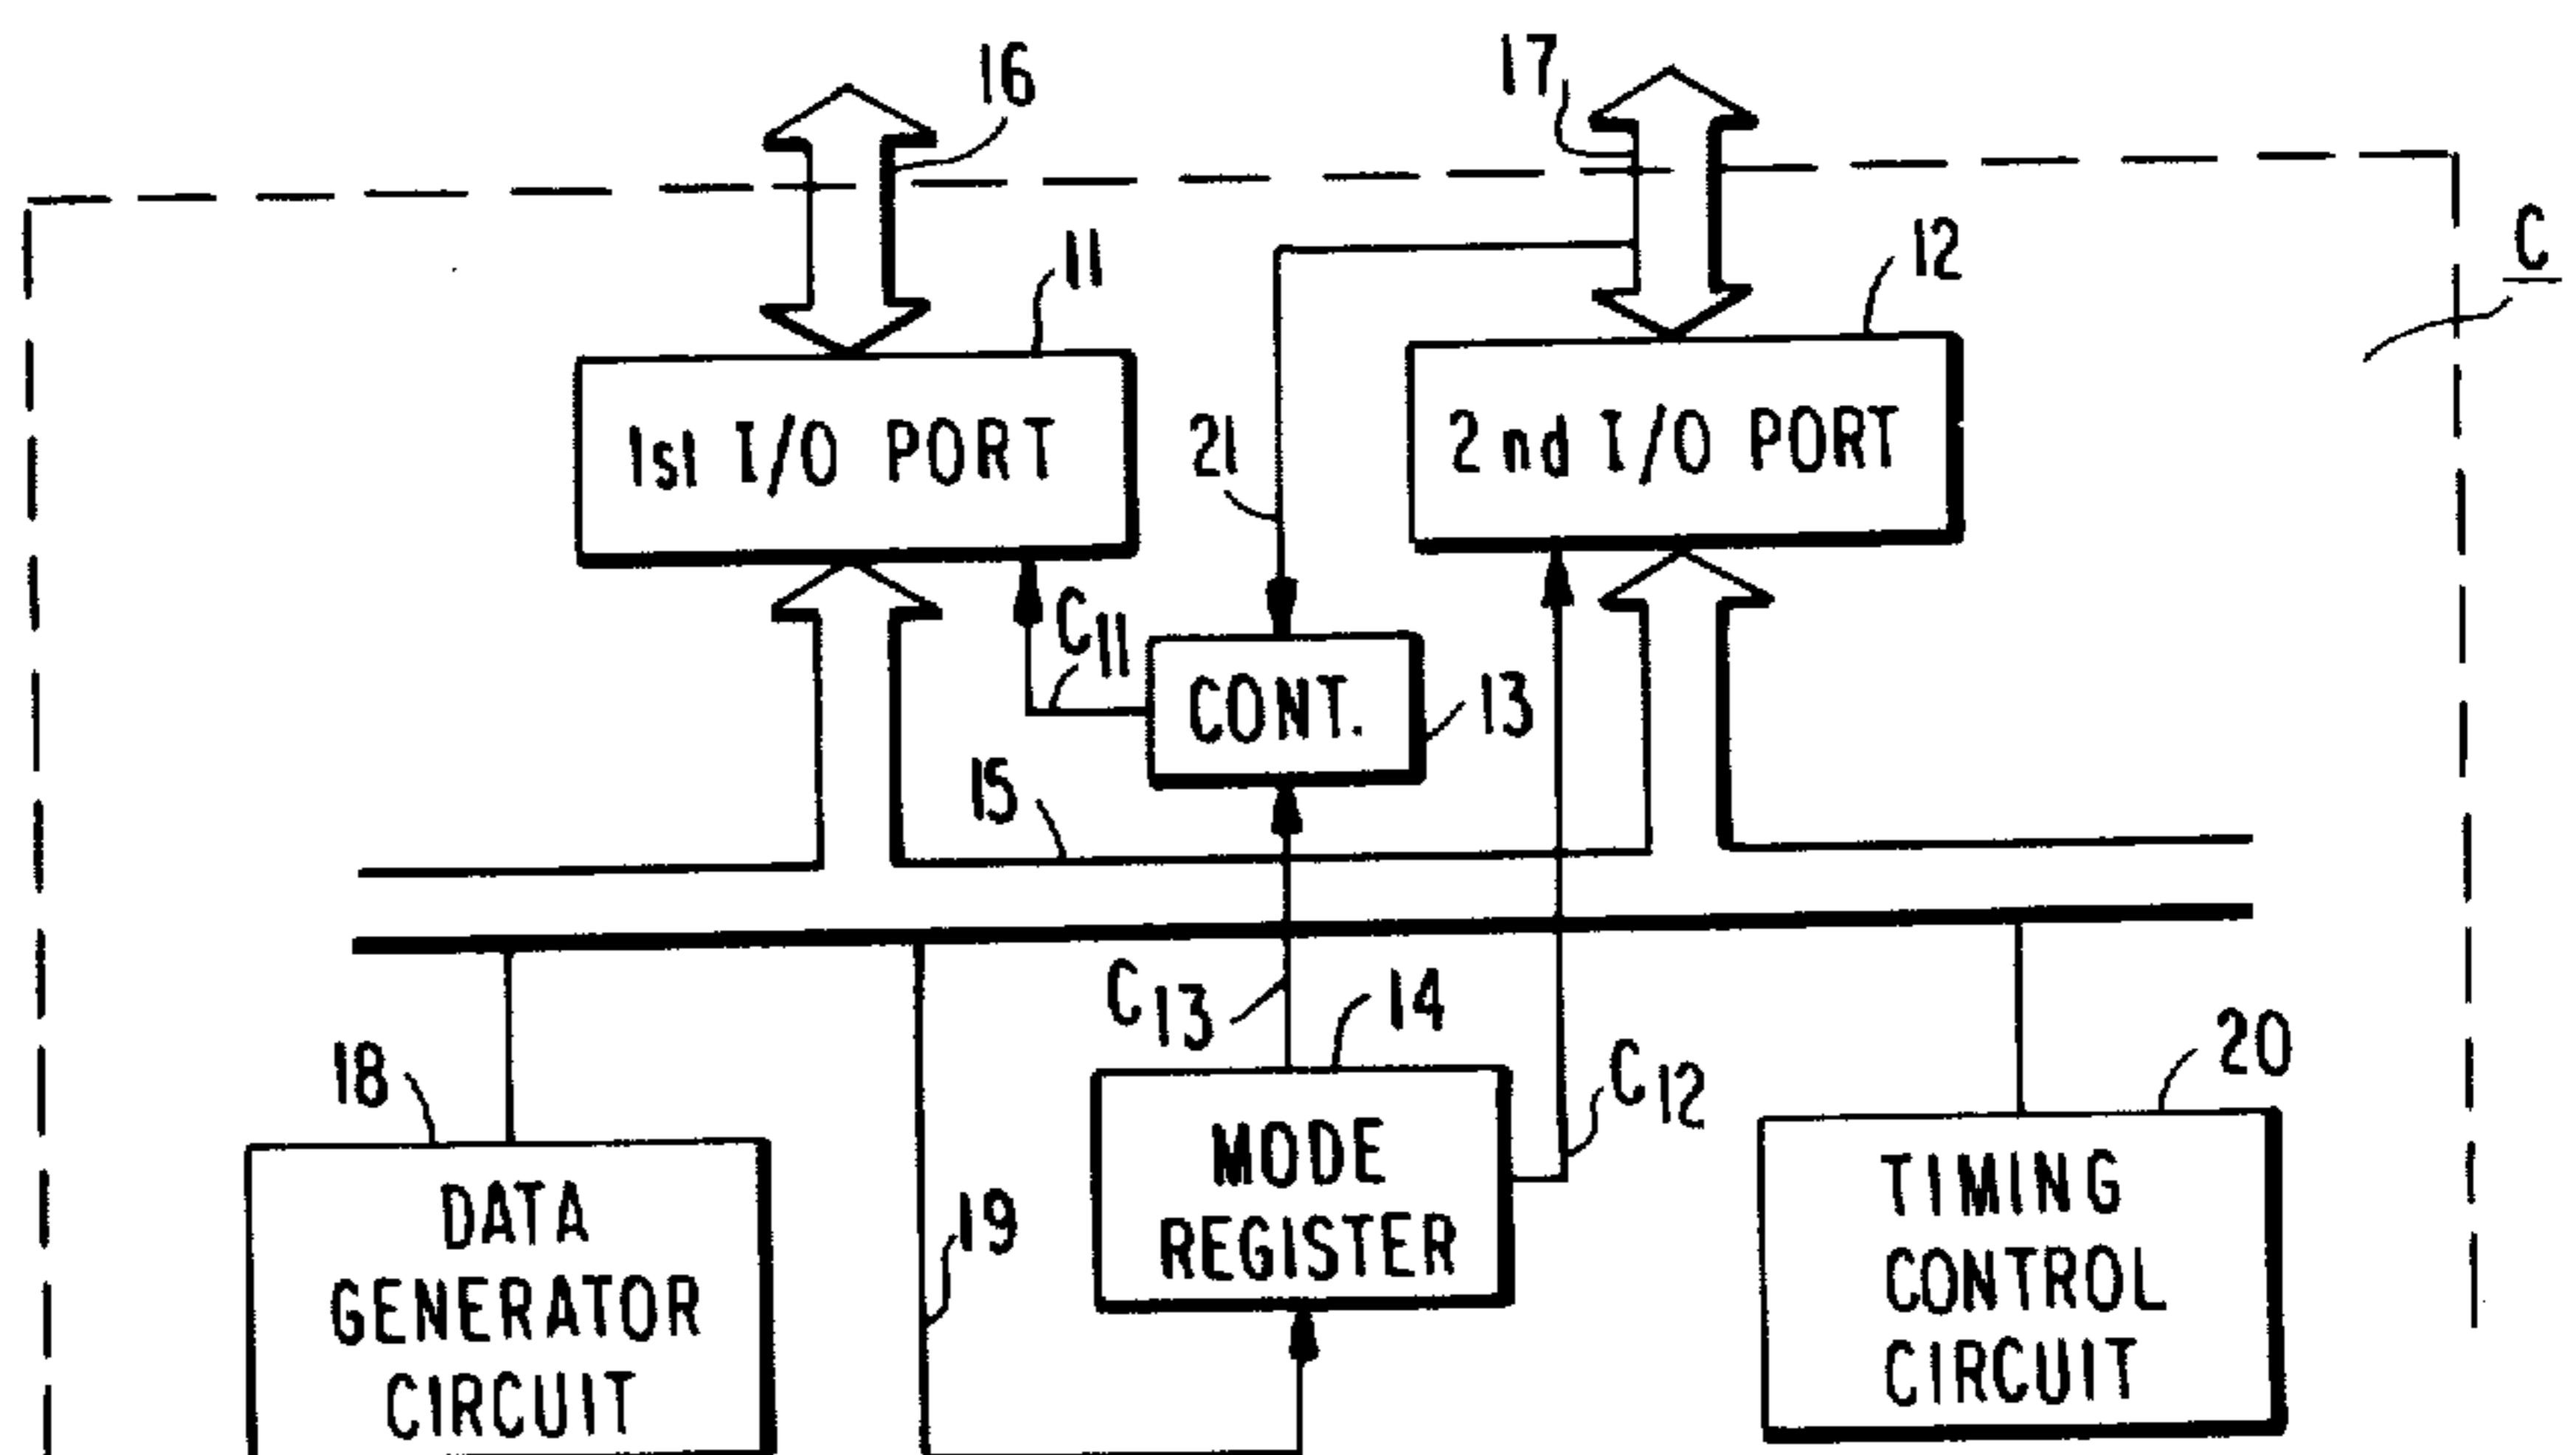 16
17
C
11
12
1st I/O PORT
21
2nd I/O PORT
C11
CONT.
13
15
C13
14
18
C12
20
MODE
REGISTER
19
DATA
GENERATOR
CIRCUIT
TIMING
CONTROL
CIRCUIT